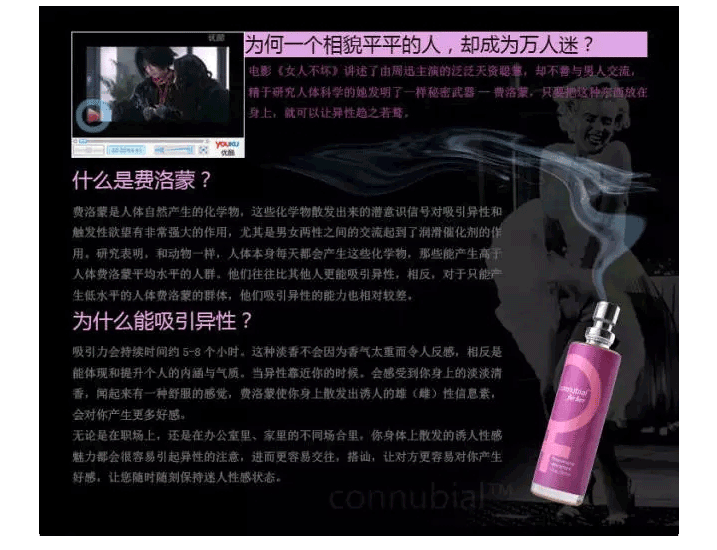 优酷
为何一个相貌平平的人，却成为万人迷？
电影《女人不坏》讲述了由周迅主演的泛泛天资聪慧，却不善与男人交流，
精于研究人体科学的她发明了一样秘密武器 — 费洛蒙，只要把这种东西放在
身上，就可以让异性趋之若鹜。
YOUKU
优酷
什么是费洛蒙？
费洛蒙是人体自然产生的化学物，这些化学物散发出来的潜意识信号对吸引异性和
触发性欲望有非常强大的作用，尤其是男女两性之间的交流起到了润滑催化剂的作
用。研究表明，和动物一样，人体本身每天都会产生这些化学物，那些能产生高于
人体费洛蒙平均水平的人群。他们往往比其他人更能吸引异性，相反，对于只能产
生低水平的人体费洛蒙的群体，他们吸引异性的能力也相对较差。
为什么能吸引异性？
吸引力会持续时间约 5-8 个小时。这种淡香不会因为香气太重而令人反感，相反是
能体现和提升个人的内涵与气质。当异性靠近你的时候。会感受到你身上的淡淡清
香，闻起来有一种舒服的感觉，费洛蒙使你身上散发出诱人的雄（雌）性信息素，
会对你产生更多好感。
无论是在职场上，还是在办公室里、家里的不同场合里，你身体上散发的诱人性感
魅力都会很容易引起异性的注意，进而更容易交往，搭讪，让对方更容易对你产生
好感，让您随时随刻保持迷人性感状态。
connubial
for her
connubial™